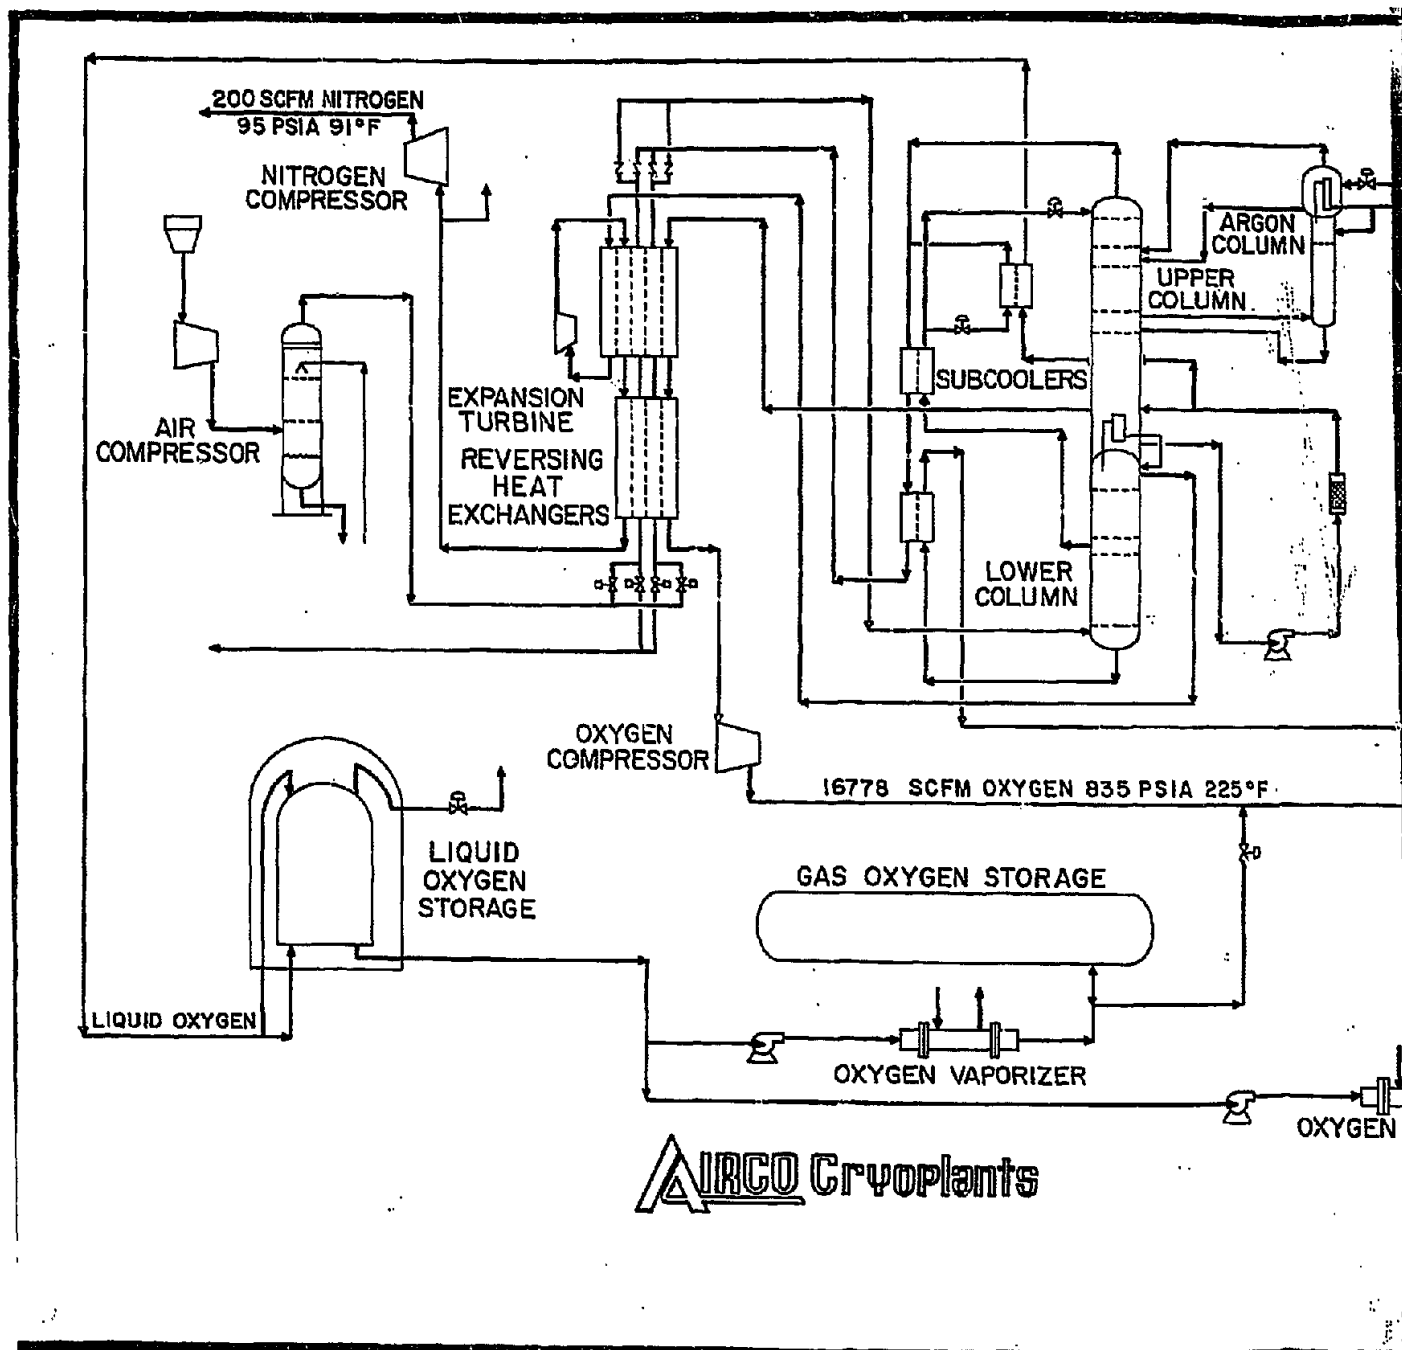 200 SCFM NITROGEN
95 PSIA 91°F
NITROGEN
COMPRESSOR
ARGON
COLUMN
UPPER
COLUMN
SUBCOOLERS
EXPANSION
TURBINE
AIR
COMPRESSOR
REVERSING
HEAT
EXCHANGERS
LOWER
COLUMN
OXYGEN
COMPRESSOR
16778 SCFM OXYGEN 835 PSIA 225°F
LIQUID
OXYGEN
STORAGE
GAS OXYGEN STORAGE
LIQUID OXYGEN
OXYGEN VAPORIZER
OXYGEN
AIRCO Cryoplants